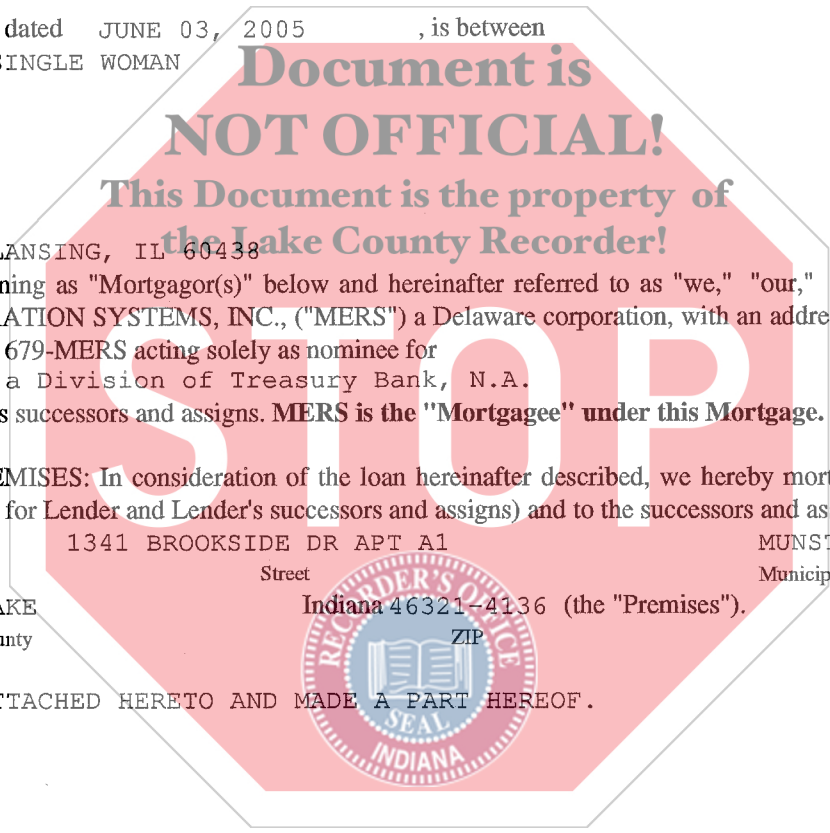 dated JUNE 03, 2005 , is between
SINGLE WOMAN
Document is
NOT OFFICIAL!
This Document is the property of
the Lake County Recorder!
LANSING, IL 60438
ning as "Mortgagor(s)" below and hereinafter referred to as "we," "our,"
ATION SYSTEMS, INC., ("MERS") a Delaware corporation, with an addre
679-MERS acting solely as nominee for
a Division of Treasury Bank, N.A.
s successors and assigns. MERS is the "Mortgagee" under this Mortgage.
STOP
EMISES: In consideration of the loan hereinafter described, we hereby mort
for Lender and Lender's successors and assigns) and to the successors and as
1341 BROOKSIDE DR APT A1 MUNST
Street Municip
AKE Indiana 46321-4136 (the "Premises").
unty ZIP
TTACHED HERETO AND MADE A PART HEREOF.
RECORDER'S OFFICE
SEAL
INDIANA